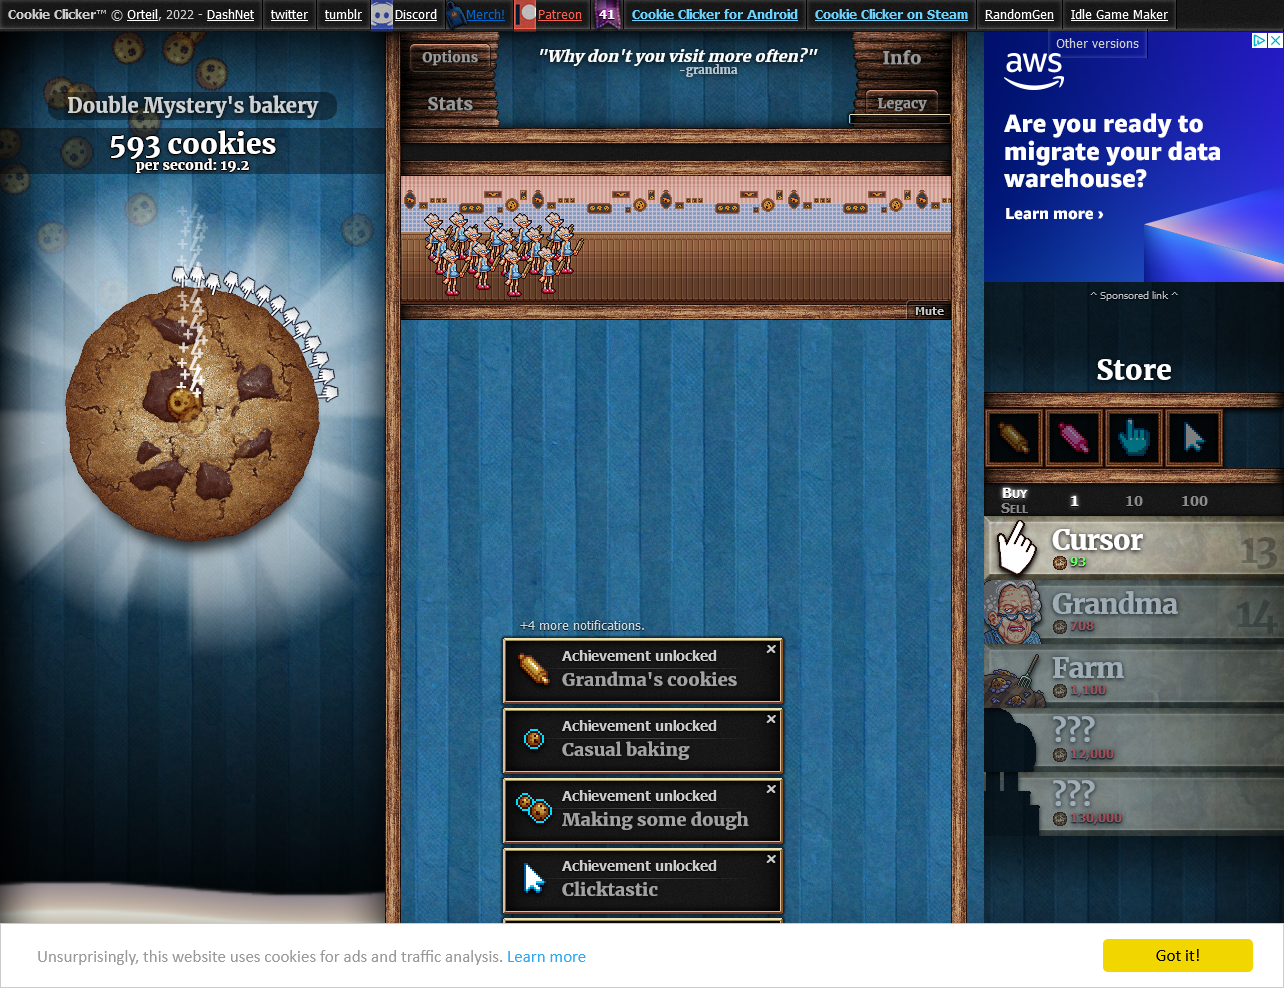 Cookie Clicker™ © Orteil, 2022 - DashNet
twitter
tumblr
Discord
Merch!
Patreon
41
Cookie Clicker for Android
Cookie Clicker on Steam
RandomGen
Idle Game Maker
Other versions
Double Mystery's bakery
593 cookies
per second: 19.2
Options
Stats
"Why don't you visit more often?"
-grandma
Info
Legacy
Mute
aws
Are you ready to
migrate your data
warehouse?
Learn more ›
^ Sponsored link ^
Store
BUY
SELL
1
10
100
Cursor
93
13
Grandma
708
14
Farm
1,100
???
12,000
???
130,000
+4 more notifications.
Achievement unlocked
Grandma's cookies
Achievement unlocked
Casual baking
Achievement unlocked
Making some dough
Achievement unlocked
Clicktastic
Unsurprisingly, this website uses cookies for ads and traffic analysis. Learn more
Got it!